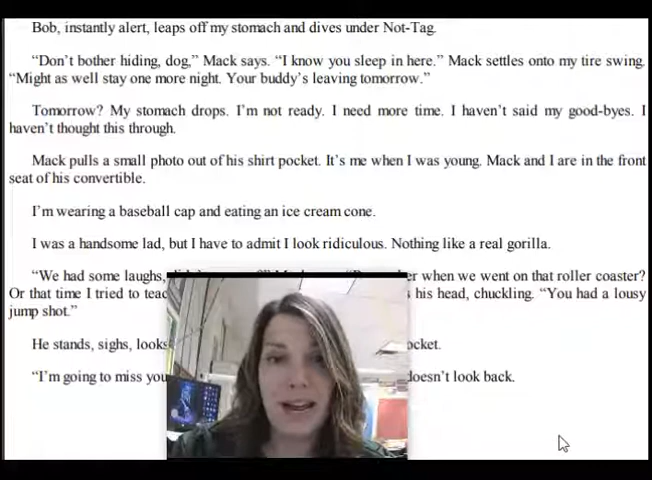 Bob, instantly alert, leaps off my stomach and dives under Not-Tag.
“Don’t bother hiding, dog,” Mack says. “I know you sleep in here.” Mack settles onto my tire swing.
“Might as well stay one more night. Your buddy’s leaving tomorrow.”
Tomorrow? My stomach drops. I’m not ready. I need more time. I haven’t said my good-byes. I
haven’t thought this through.
Mack pulls a small photo out of his shirt pocket. It’s me when I was young. Mack and I are in the front
seat of his convertible.
I’m wearing a baseball cap and eating an ice cream cone.
I was a handsome lad, but I have to admit I look ridiculous. Nothing like a real gorilla.
“We had some laughs, when we went on that roller coaster?
Or that time I tried to his head, chuckling. “You had a lousy
jump shot.”
He stands, sighs, looks
“I’m going to miss you doesn’t look back.